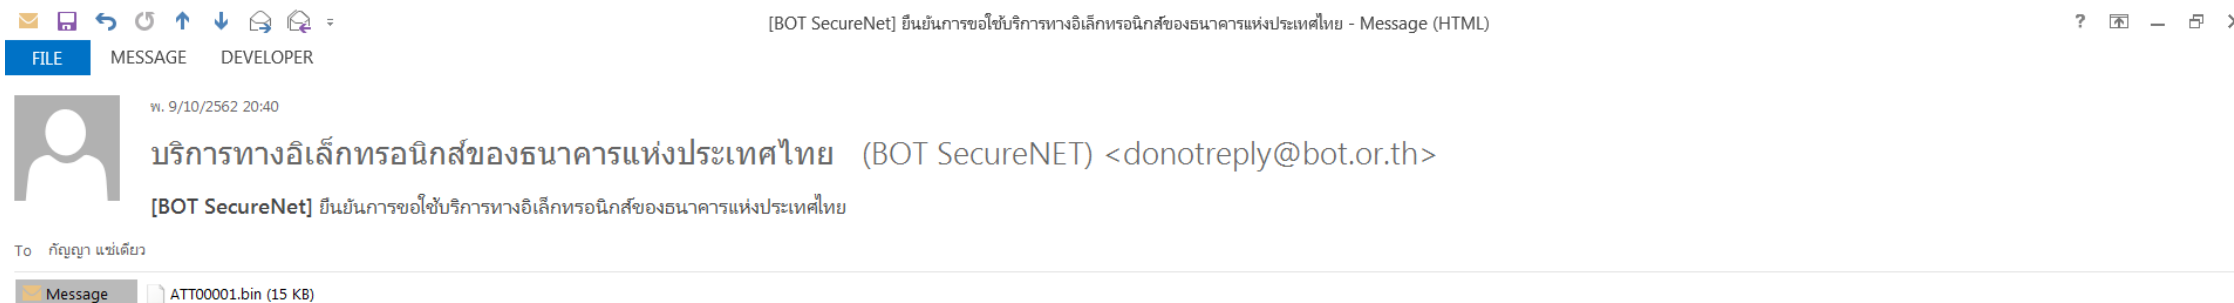 [BOT SecureNet] ยืนยันการขอใช้บริการทางอิเล็กทรอนิกส์ของธนาคารแห่งประเทศไทย - Message (HTML)
FILE MESSAGE DEVELOPER
พ. 9/10/2562 20:40
บริการทางอิเล็กทรอนิกส์ของธนาคารแห่งประเทศไทย (BOT SecureNET) <donotreply@bot.or.th>
[BOT SecureNet] ยืนยันการขอใช้บริการทางอิเล็กทรอนิกส์ของธนาคารแห่งประเทศไทย
To กัญญา แซ่เดียว
Message ATT00001.bin (15 KB)